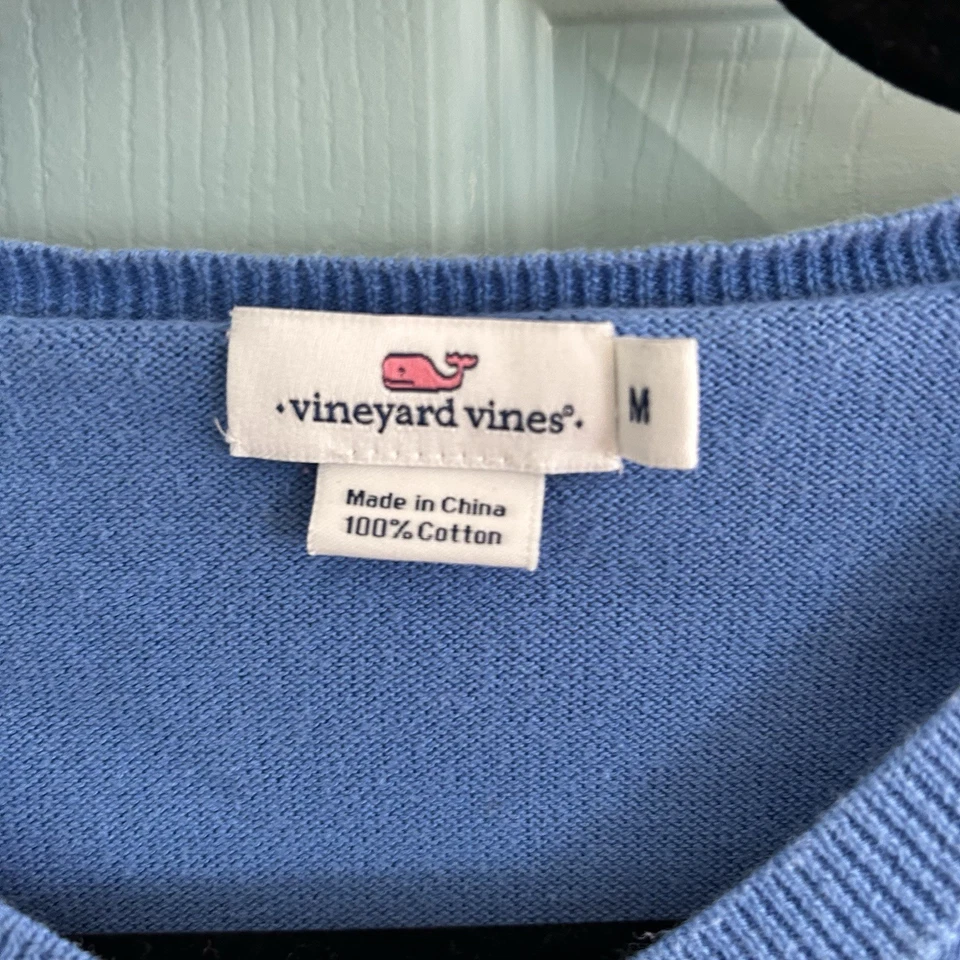 ·vineyard vines®·
M
Made in China
100% Cotton